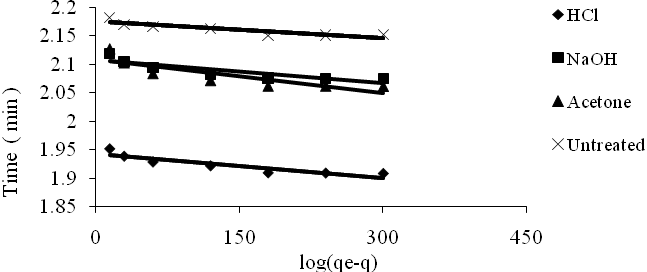 2.2
2.15
2.1
2.05
2
1.95
1.9
1.85
0
150
300
450
Time ( min )
log(qe-q)
HCl
NaOH
Acetone
Untreated